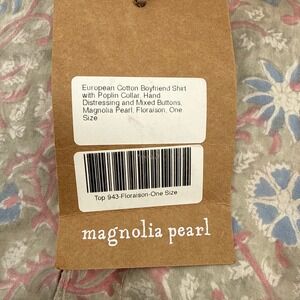 European Cotton Boyfriend Shirt
with Poplin Collar, Hand
Distressing and Mixed Buttons,
Magnolia Pearl, Floraison, One
Size
Top 943-Floraison-One Size
magnolia pearl